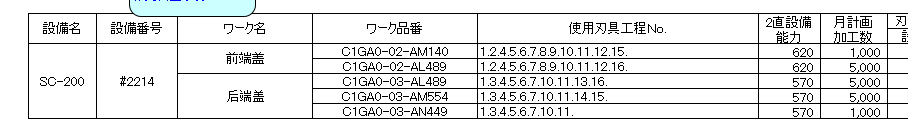 設備名 設備番号 ワーク名 ワーク品番 使用刃具工程No. 2直設備能力 月計画加工数
SC-200 #2214 前端盖 C1GA0-02-AM140 1.2.4.5.6.7.8.9.10.11.12.15. 620 1,000
C1GA0-02-AL489 1.2.4.5.6.7.8.9.10.11.12.16. 620 5,000
后端盖 C1GA0-03-AL489 1.3.4.5.6.7.10.11.13.16. 570 5,000
C1GA0-03-AM554 1.3.4.5.6.7.10.11.14.15. 570 5,000
C1GA0-03-AN449 1.3.4.5.6.7.10.11. 570 1,000